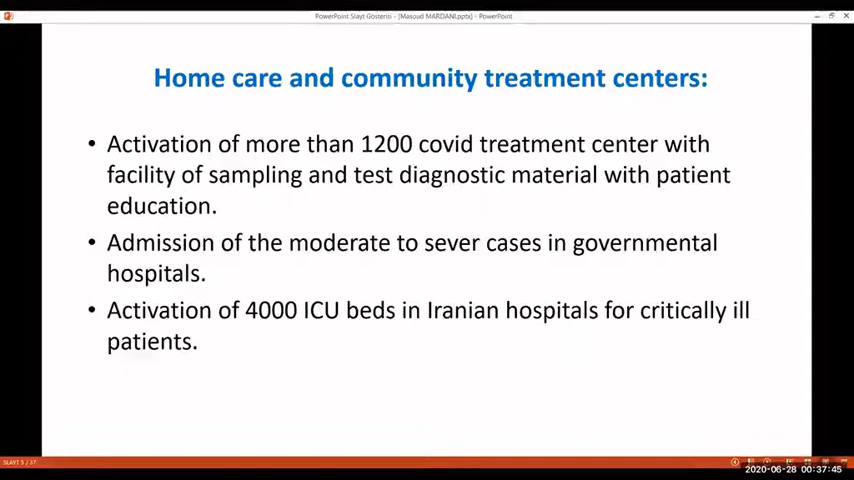 PowerPoint Slayt Gösterisi - [Masoud MARDANI.pptx] - PowerPoint
Home care and community treatment centers:
• Activation of more than 1200 covid treatment center with
facility of sampling and test diagnostic material with patient
education.
• Admission of the moderate to sever cases in governmental
hospitals.
• Activation of 4000 ICU beds in Iranian hospitals for critically ill
patients.
SLAYT 5 / 37
2020-06-28 00:37:45